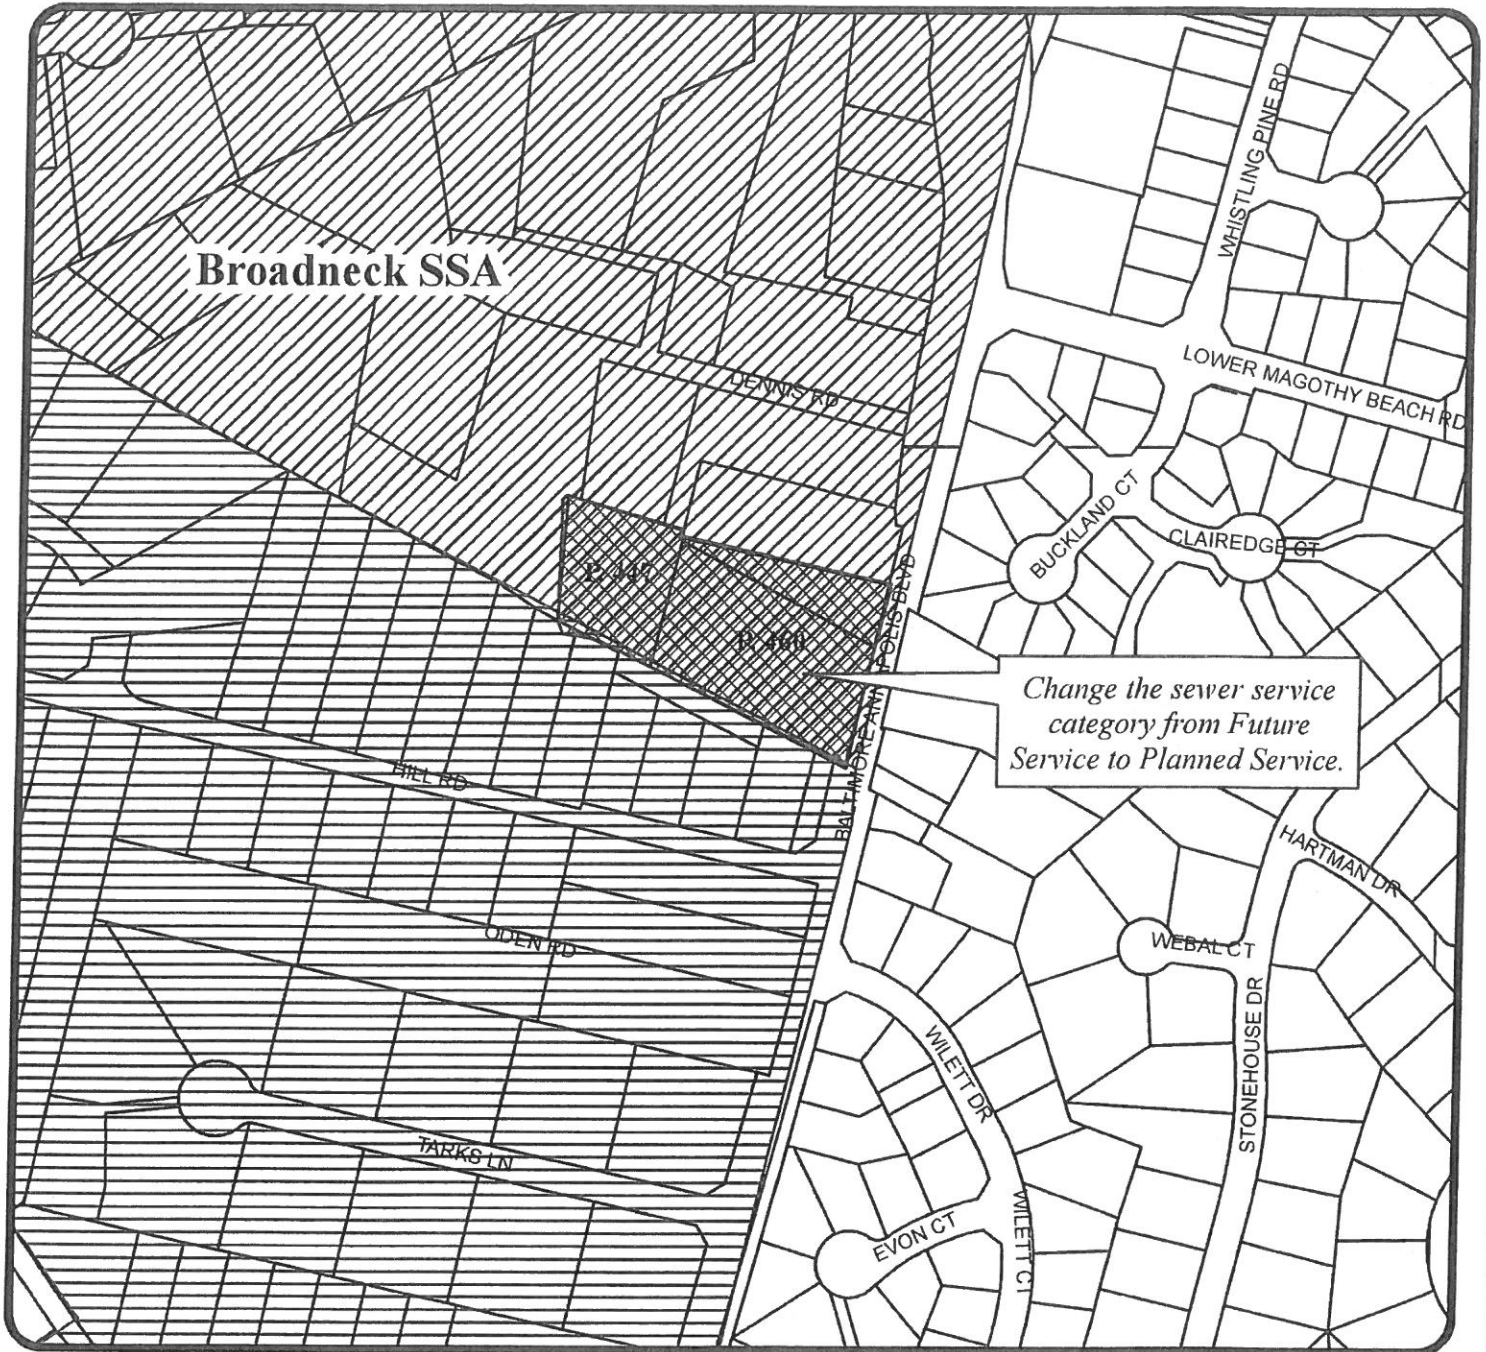 WHISTLING PINE RD
Broadneck SSA
LOWER MAGOTHY BEACH RD
DENNIS RD
BUCKLAND CT
CLAIREDGE CT
P. 447
P. 460
BALTIMORE ANNAPOLIS BLVD
Change the sewer service
category from Future
Service to Planned Service.
HILL RD
HARTMAN DR
ODEN RD
WEBAL CT
STONEHOUSE DR
WILETT DR
TARKS LN
EVON CT
WILETT CT